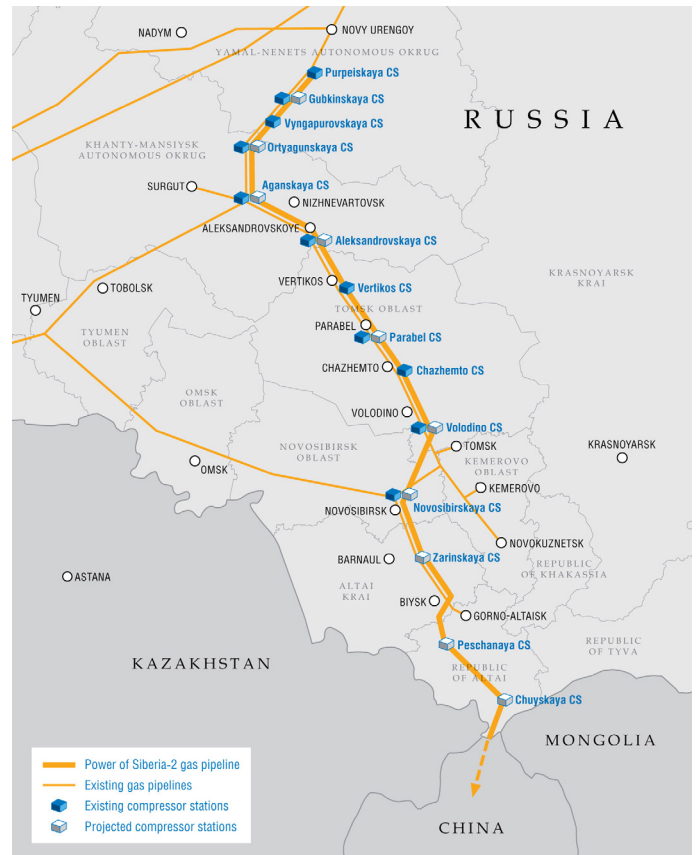 NADYM
NOVY URENGOY
YAMAL-NENETS AUTONOMOUS OKRUG
Purpeiskaya CS
Gubkinskaya CS
Vyngapurovskaya CS
RUSSIA
Ortyagunskaya CS
KHANTY-MANSIYSK
AUTONOMOUS OKRUG
SURGUT
Aganskaya CS
NIZHNEVARTOVSK
ALEKSANDROVSKOYE
Aleksandrovskaya CS
KRASNOYARSK
KRAI
VERTIKOS
Vertikos CS
TOBOLSK
TYUMEN
TOMSK OBLAST
TYUMEN
OBLAST
PARABEL
Parabel CS
CHAZHEMTO
Chazhemto CS
OMSK
OBLAST
VOLODINO
Volodino CS
NOVOSIBIRSK
OBLAST
TOMSK
KRASNOYARSK
KEMEROVO
OBLAST
OMSK
KEMEROVO
NOVOSIBIRSK
Novosibirskaya CS
NOVOKUZNETSK
BARNAUL
Zarinskaya CS
REPUBLIC
OF KHAKASSIA
ASTANA
ALTAI
KRAI
BIYSK
GORNO-ALTAISK
Peschanaya CS
REPUBLIC
OF TYVA
KAZAKHSTAN
REPUBLIC
OF ALTAI
Chuyskaya CS
MONGOLIA
Power of Siberia-2 gas pipeline
Existing gas pipelines
Existing compressor stations
Projected compressor stations
CHINA